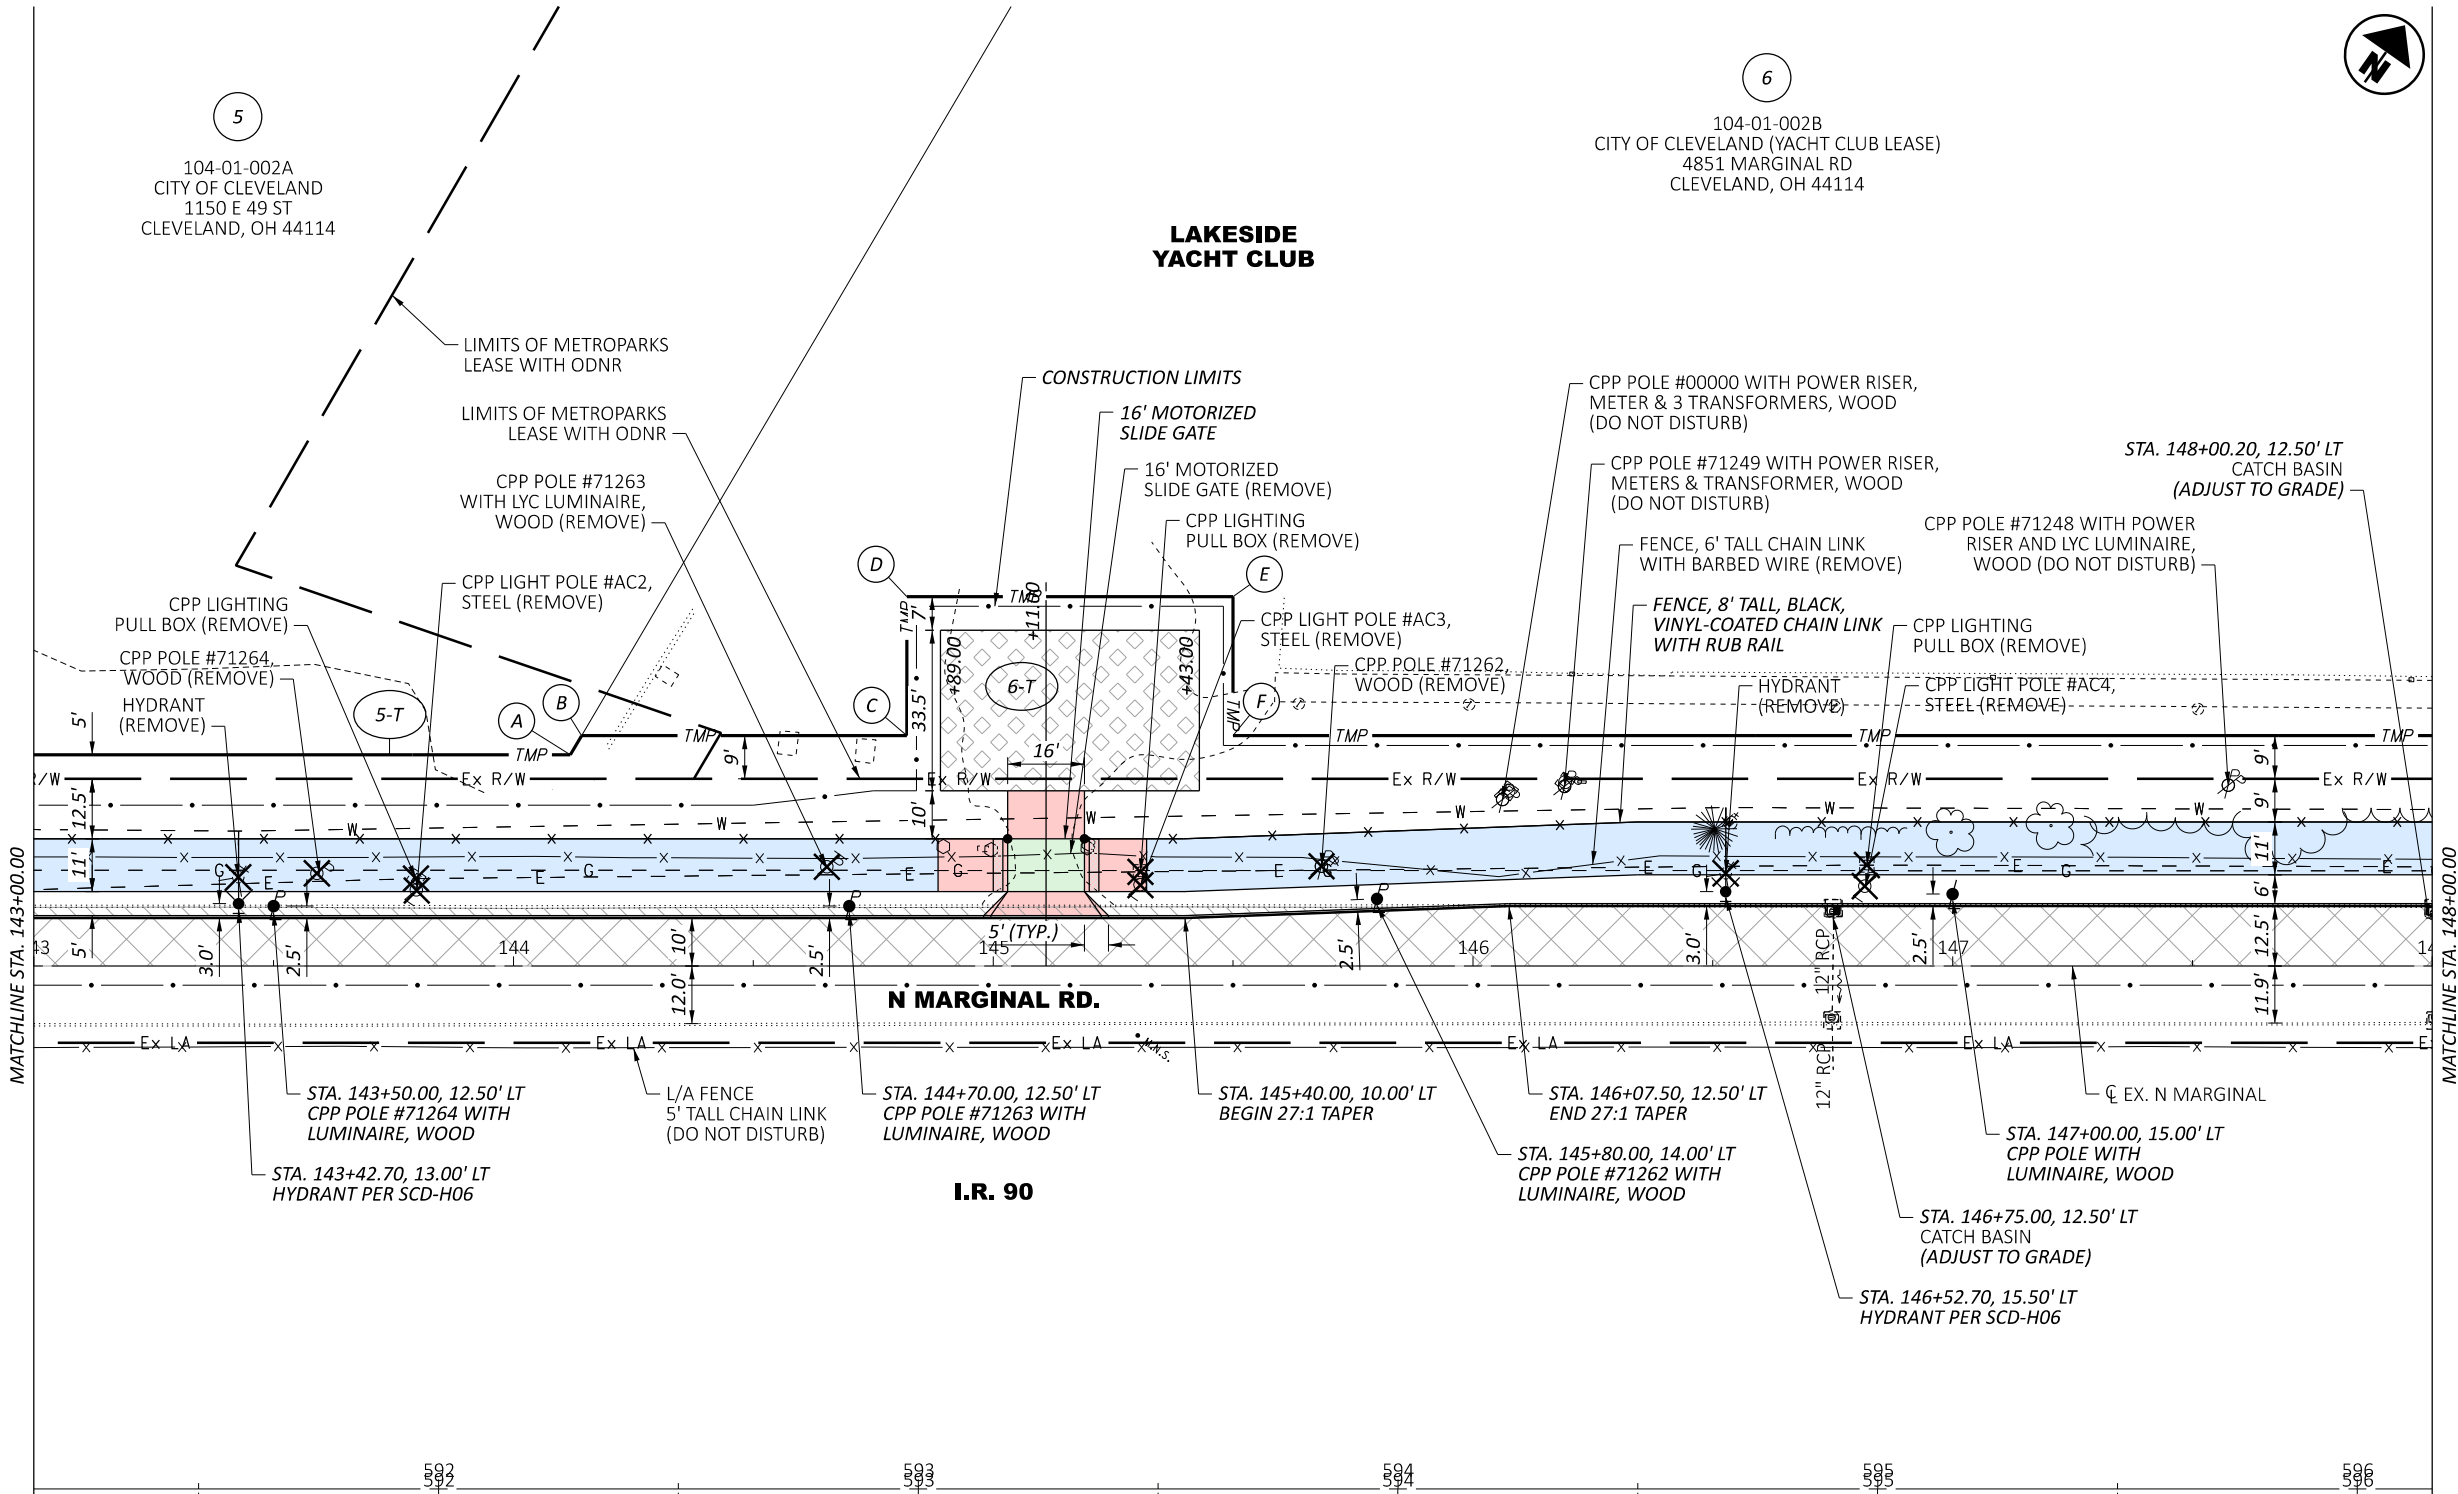 5
104-01-002A
CITY OF CLEVELAND
1150 E 49 ST
CLEVELAND, OH 44114
6
104-01-002B
CITY OF CLEVELAND (YACHT CLUB LEASE)
4851 MARGINAL RD
CLEVELAND, OH 44114
N
LAKESIDE
YACHT CLUB
LIMITS OF METROPARKS
LEASE WITH ODNR
LIMITS OF METROPARKS
LEASE WITH ODNR
CPP POLE #71263
WITH LYC LUMINAIRE,
WOOD (REMOVE)
CPP LIGHT POLE #AC2,
STEEL (REMOVE)
CPP LIGHTING
PULL BOX (REMOVE)
CPP POLE #71264,
WOOD (REMOVE)
HYDRANT
(REMOVE)
CONSTRUCTION LIMITS
16' MOTORIZED
SLIDE GATE
16' MOTORIZED
SLIDE GATE (REMOVE)
CPP LIGHTING
PULL BOX (REMOVE)
CPP LIGHT POLE #AC3,
STEEL (REMOVE)
CPP POLE #71262,
WOOD (REMOVE)
CPP POLE #00000 WITH POWER RISER,
METER & 3 TRANSFORMERS, WOOD
(DO NOT DISTURB)
CPP POLE #71249 WITH POWER RISER,
METERS & TRANSFORMER, WOOD
(DO NOT DISTURB)
FENCE, 6' TALL CHAIN LINK
WITH BARBED WIRE (REMOVE)
FENCE, 8' TALL, BLACK,
VINYL-COATED CHAIN LINK
WITH RUB RAIL
HYDRANT
(REMOVE)
STA. 148+00.20, 12.50' LT
CATCH BASIN
(ADJUST TO GRADE)
CPP POLE #71248 WITH POWER
RISER AND LYC LUMINAIRE,
WOOD (DO NOT DISTURB)
CPP LIGHTING
PULL BOX (REMOVE)
CPP LIGHT POLE #AC4,
STEEL (REMOVE)
5-T
A
B
C
D
E
F
6-T
TMP
TMP
TMP
TMP
TMP
TMP
TMP
TMP
7'
33.5'
10'
+89.00
+11.00
+43.00
16'
5'
12.5'
11'
5'
9'
9'
9'
11'
6'
12.5'
11.9'
R/W
Ex R/W
Ex R/W
Ex R/W
Ex R/W
Ex R/W
W
W
W
W
W
W
G
E
E
G
E
G
E
E
G
E
G
E
P
P
P
3.0'
2.5'
10'
12.0'
2.5'
5' (TYP.)
2.5'
3.0'
2.5'
43
144
145
146
147
14
12" RCP
12" RCP
N MARGINAL RD.
Ex LA
Ex LA
Ex LA
Ex LA
Ex LA
E
N.N.S.
MATCHLINE STA. 143+00.00
MATCHLINE STA. 148+00.00
STA. 143+50.00, 12.50' LT
CPP POLE #71264 WITH
LUMINAIRE, WOOD
STA. 143+42.70, 13.00' LT
HYDRANT PER SCD-H06
L/A FENCE
5' TALL CHAIN LINK
(DO NOT DISTURB)
STA. 144+70.00, 12.50' LT
CPP POLE #71263 WITH
LUMINAIRE, WOOD
STA. 145+40.00, 10.00' LT
BEGIN 27:1 TAPER
STA. 146+07.50, 12.50' LT
END 27:1 TAPER
STA. 145+80.00, 14.00' LT
CPP POLE #71262 WITH
LUMINAIRE, WOOD
℄ EX. N MARGINAL
STA. 147+00.00, 15.00' LT
CPP POLE WITH
LUMINAIRE, WOOD
STA. 146+75.00, 12.50' LT
CATCH BASIN
(ADJUST TO GRADE)
STA. 146+52.70, 15.50' LT
HYDRANT PER SCD-H06
I.R. 90
592
592
593
593
594
594
595
595
596
596